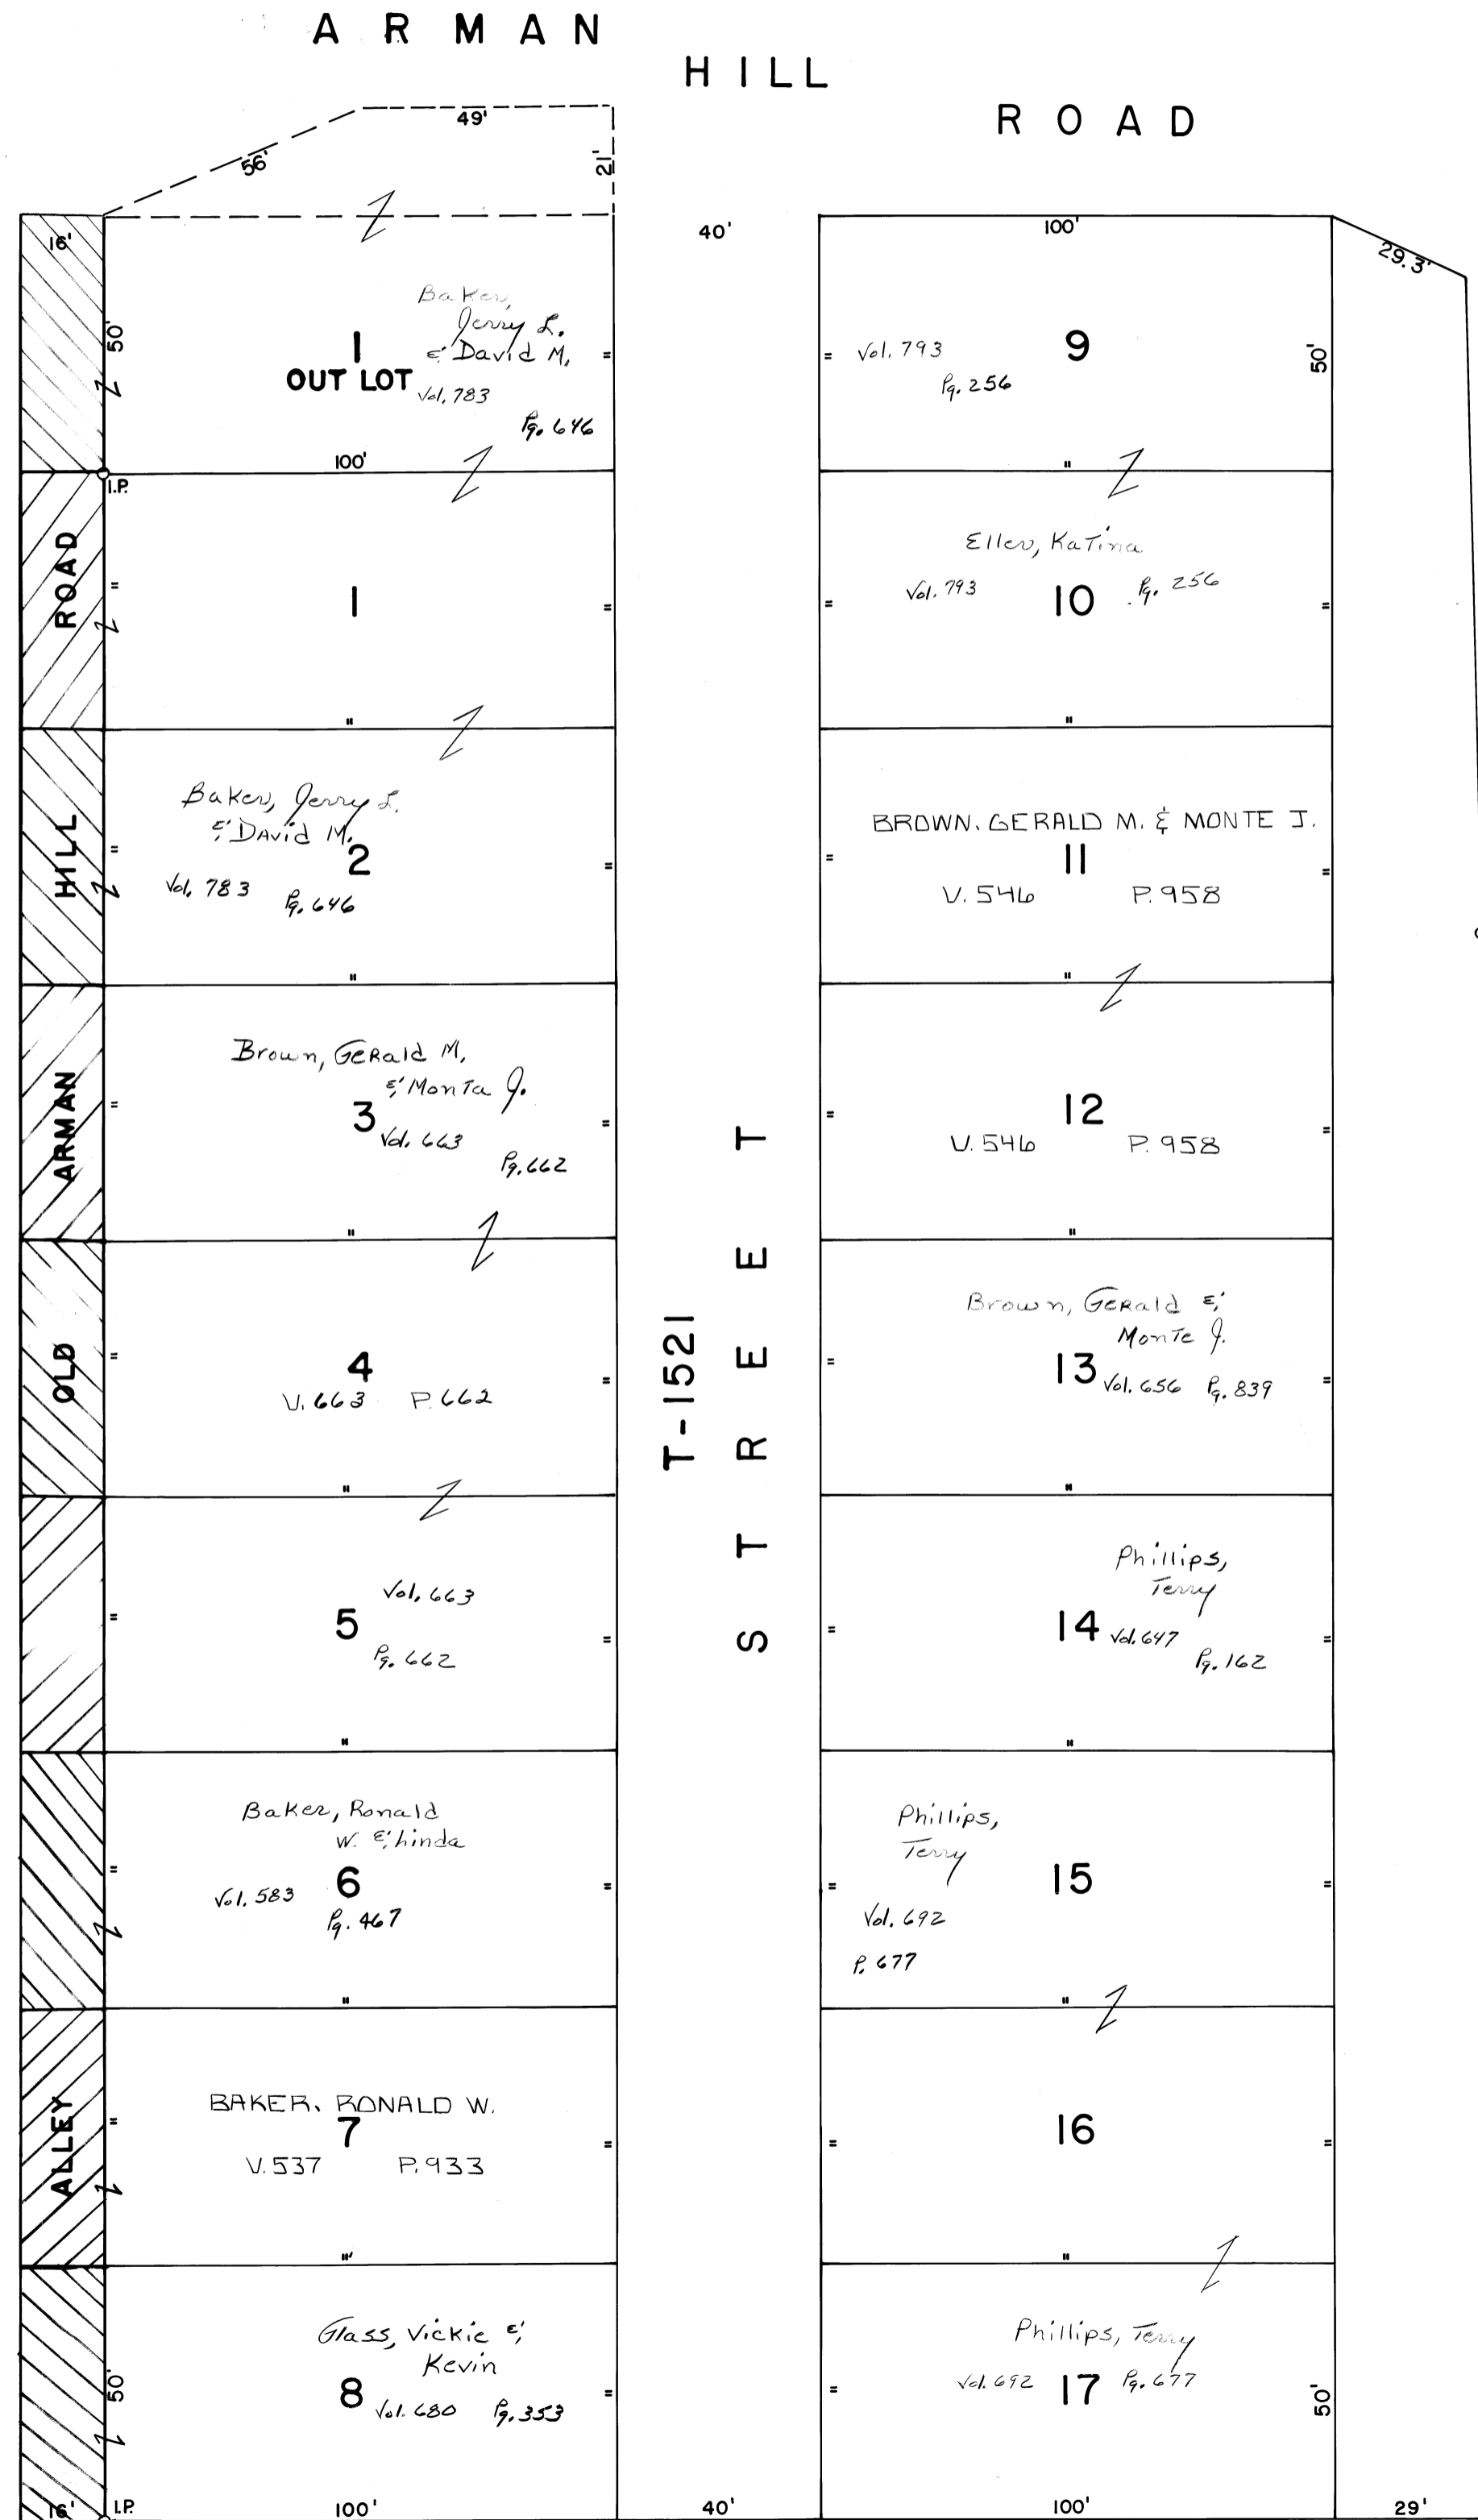 ARMAN
HILL
ROAD
49'
56'
21'
16'
40'
100'
29.3'
50'
Baker,
Jerry L.
& David M.
1
OUT LOT
Vol. 783
Pg. 646
100'
I.P.
Vol. 793
9
50'
Pg. 256
"
ROAD
1
"
Eller, Katina
Vol. 793
10
Pg. 256
"
HILL
Baker, Jerry L.
& David M.
2
Vol. 783 Pg. 646
"
BROWN. GERALD M. & MONTE J.
11
V. 546 P. 958
"
ARMAN
Brown, Gerald M.
& Monta J.
3
Vol. 663
Pg. 662
"
12
V. 546 P. 958
"
OLD
4
V. 663 P. 662
"
T-1521
STREET
Brown, Gerald &
Monte J.
13
Vol. 656 Pg. 839
"
Vol. 663
5
Pg. 662
"
Phillips,
Terry
14
Vol. 647
Pg. 162
"
Baker, Ronald
W. & Linda
Vol. 583
6
Pg. 467
"
Phillips,
Terry
15
Vol. 692
P. 677
"
ALLEY
BAKER, RONALD W.
7
V. 537 P. 933
"
16
"
Glass, Vickie &
Kevin
50'
8
Vol. 680 Pg. 353
Phillips, Terry
Vol. 692
17
Pg. 677
50'
16'
I.P.
100'
40'
100'
29'